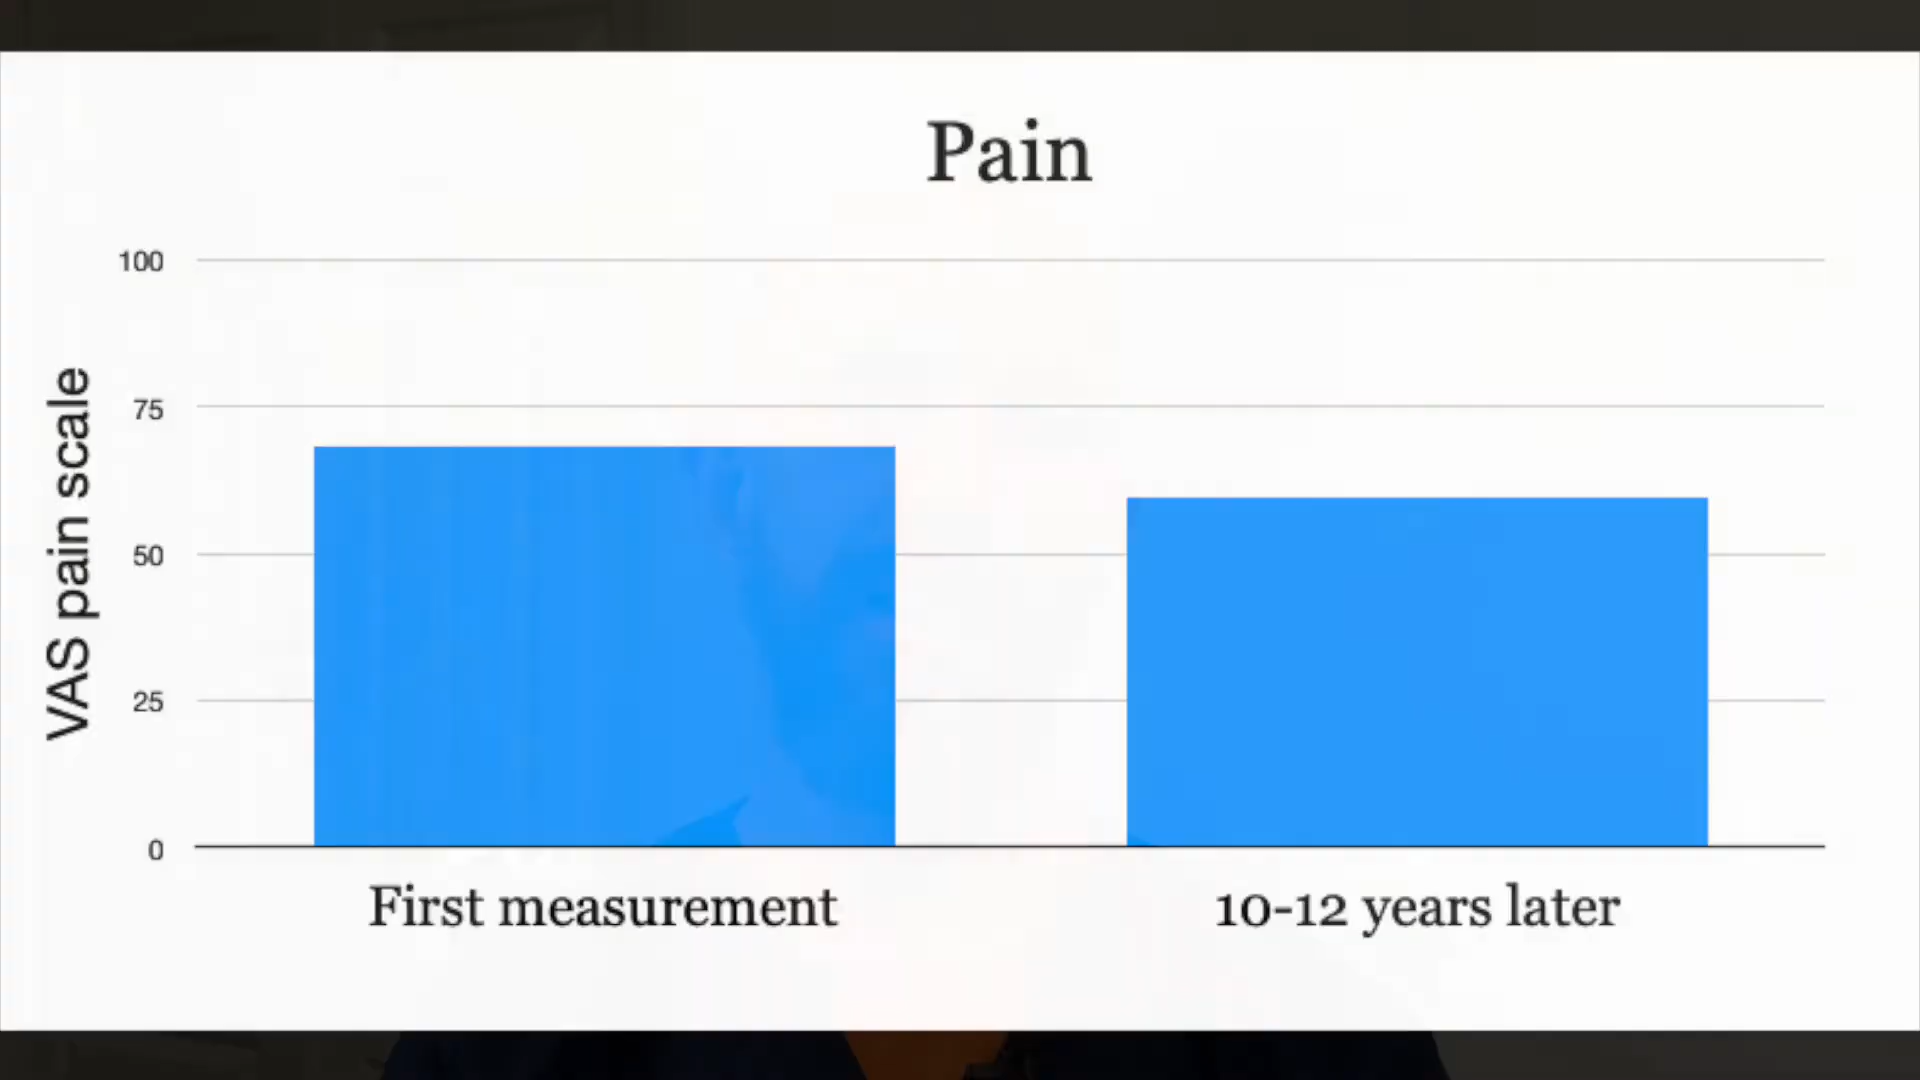 Pain
VAS pain scale
100
75
50
25
0
First measurement
10-12 years later